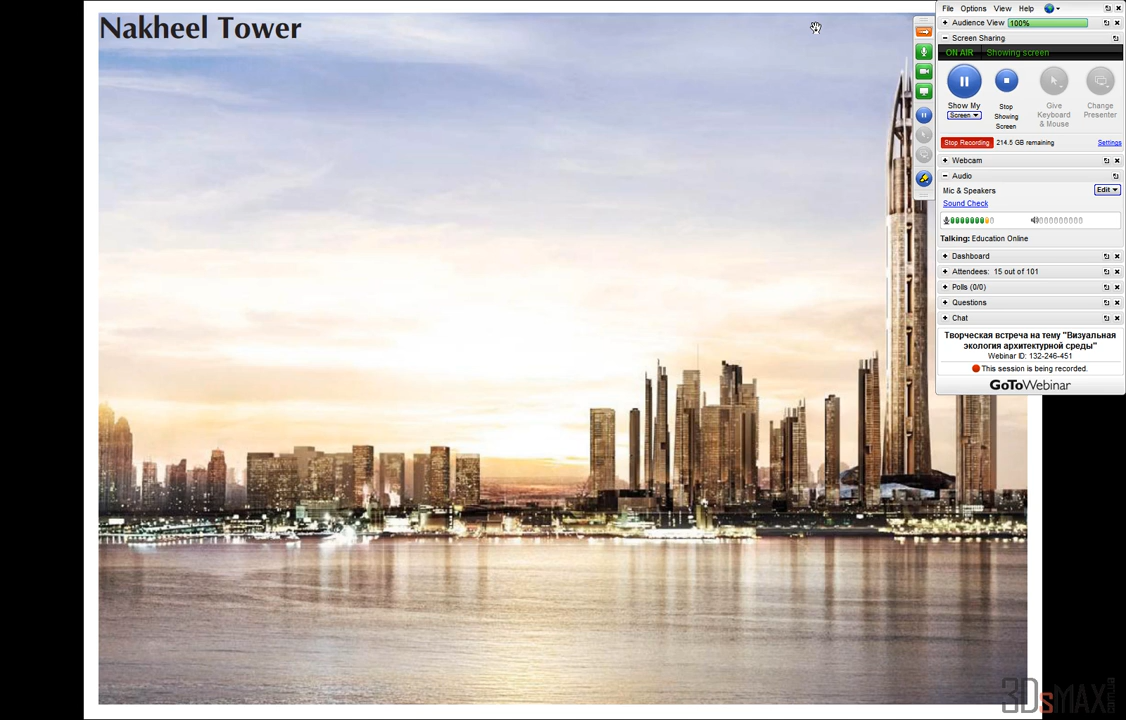 Nakheel Tower
File Options View Help
Audience View 100%
Screen Sharing
ON AIR Showing screen
Show My
Screen
Stop
Showing
Screen
Give
Keyboard
& Mouse
Change
Presenter
Stop Recording 214.5 GB remaining Settings
Webcam
Audio
Mic & Speakers Edit
Sound Check
Talking: Education Online
Dashboard
Attendees: 15 out of 101
Polls (0/0)
Questions
Chat
Творческая встреча на тему "Визуальная
экология архитектурной среды"
Webinar ID: 132-246-451
This session is being recorded.
GoToWebinar
3DsMAX.com.ua